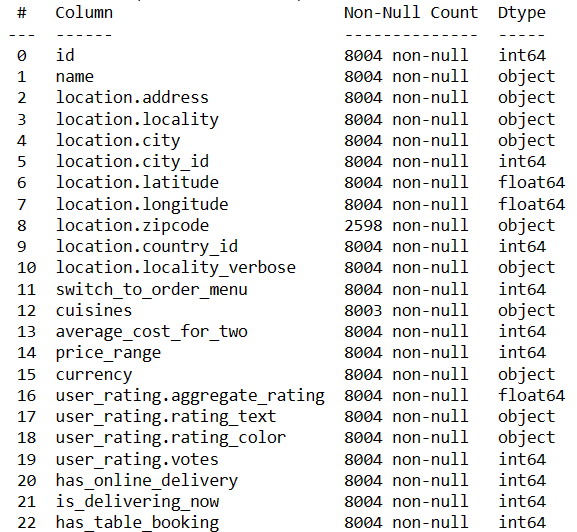 #   Column                       Non-Null Count  Dtype
---  ------                       --------------  -----
0   id                           8004 non-null   int64
1   name                         8004 non-null   object
2   location.address             8004 non-null   object
3   location.locality            8004 non-null   object
4   location.city                8004 non-null   object
5   location.city_id             8004 non-null   int64
6   location.latitude            8004 non-null   float64
7   location.longitude           8004 non-null   float64
8   location.zipcode             2598 non-null   object
9   location.country_id          8004 non-null   int64
10  location.locality_verbose    8004 non-null   object
11  switch_to_order_menu         8004 non-null   int64
12  cuisines                     8003 non-null   object
13  average_cost_for_two         8004 non-null   int64
14  price_range                  8004 non-null   int64
15  currency                     8004 non-null   object
16  user_rating.aggregate_rating 8004 non-null   float64
17  user_rating.rating_text      8004 non-null   object
18  user_rating.rating_color     8004 non-null   object
19  user_rating.votes            8004 non-null   int64
20  has_online_delivery          8004 non-null   int64
21  is_delivering_now            8004 non-null   int64
22  has_table_booking            8004 non-null   int64